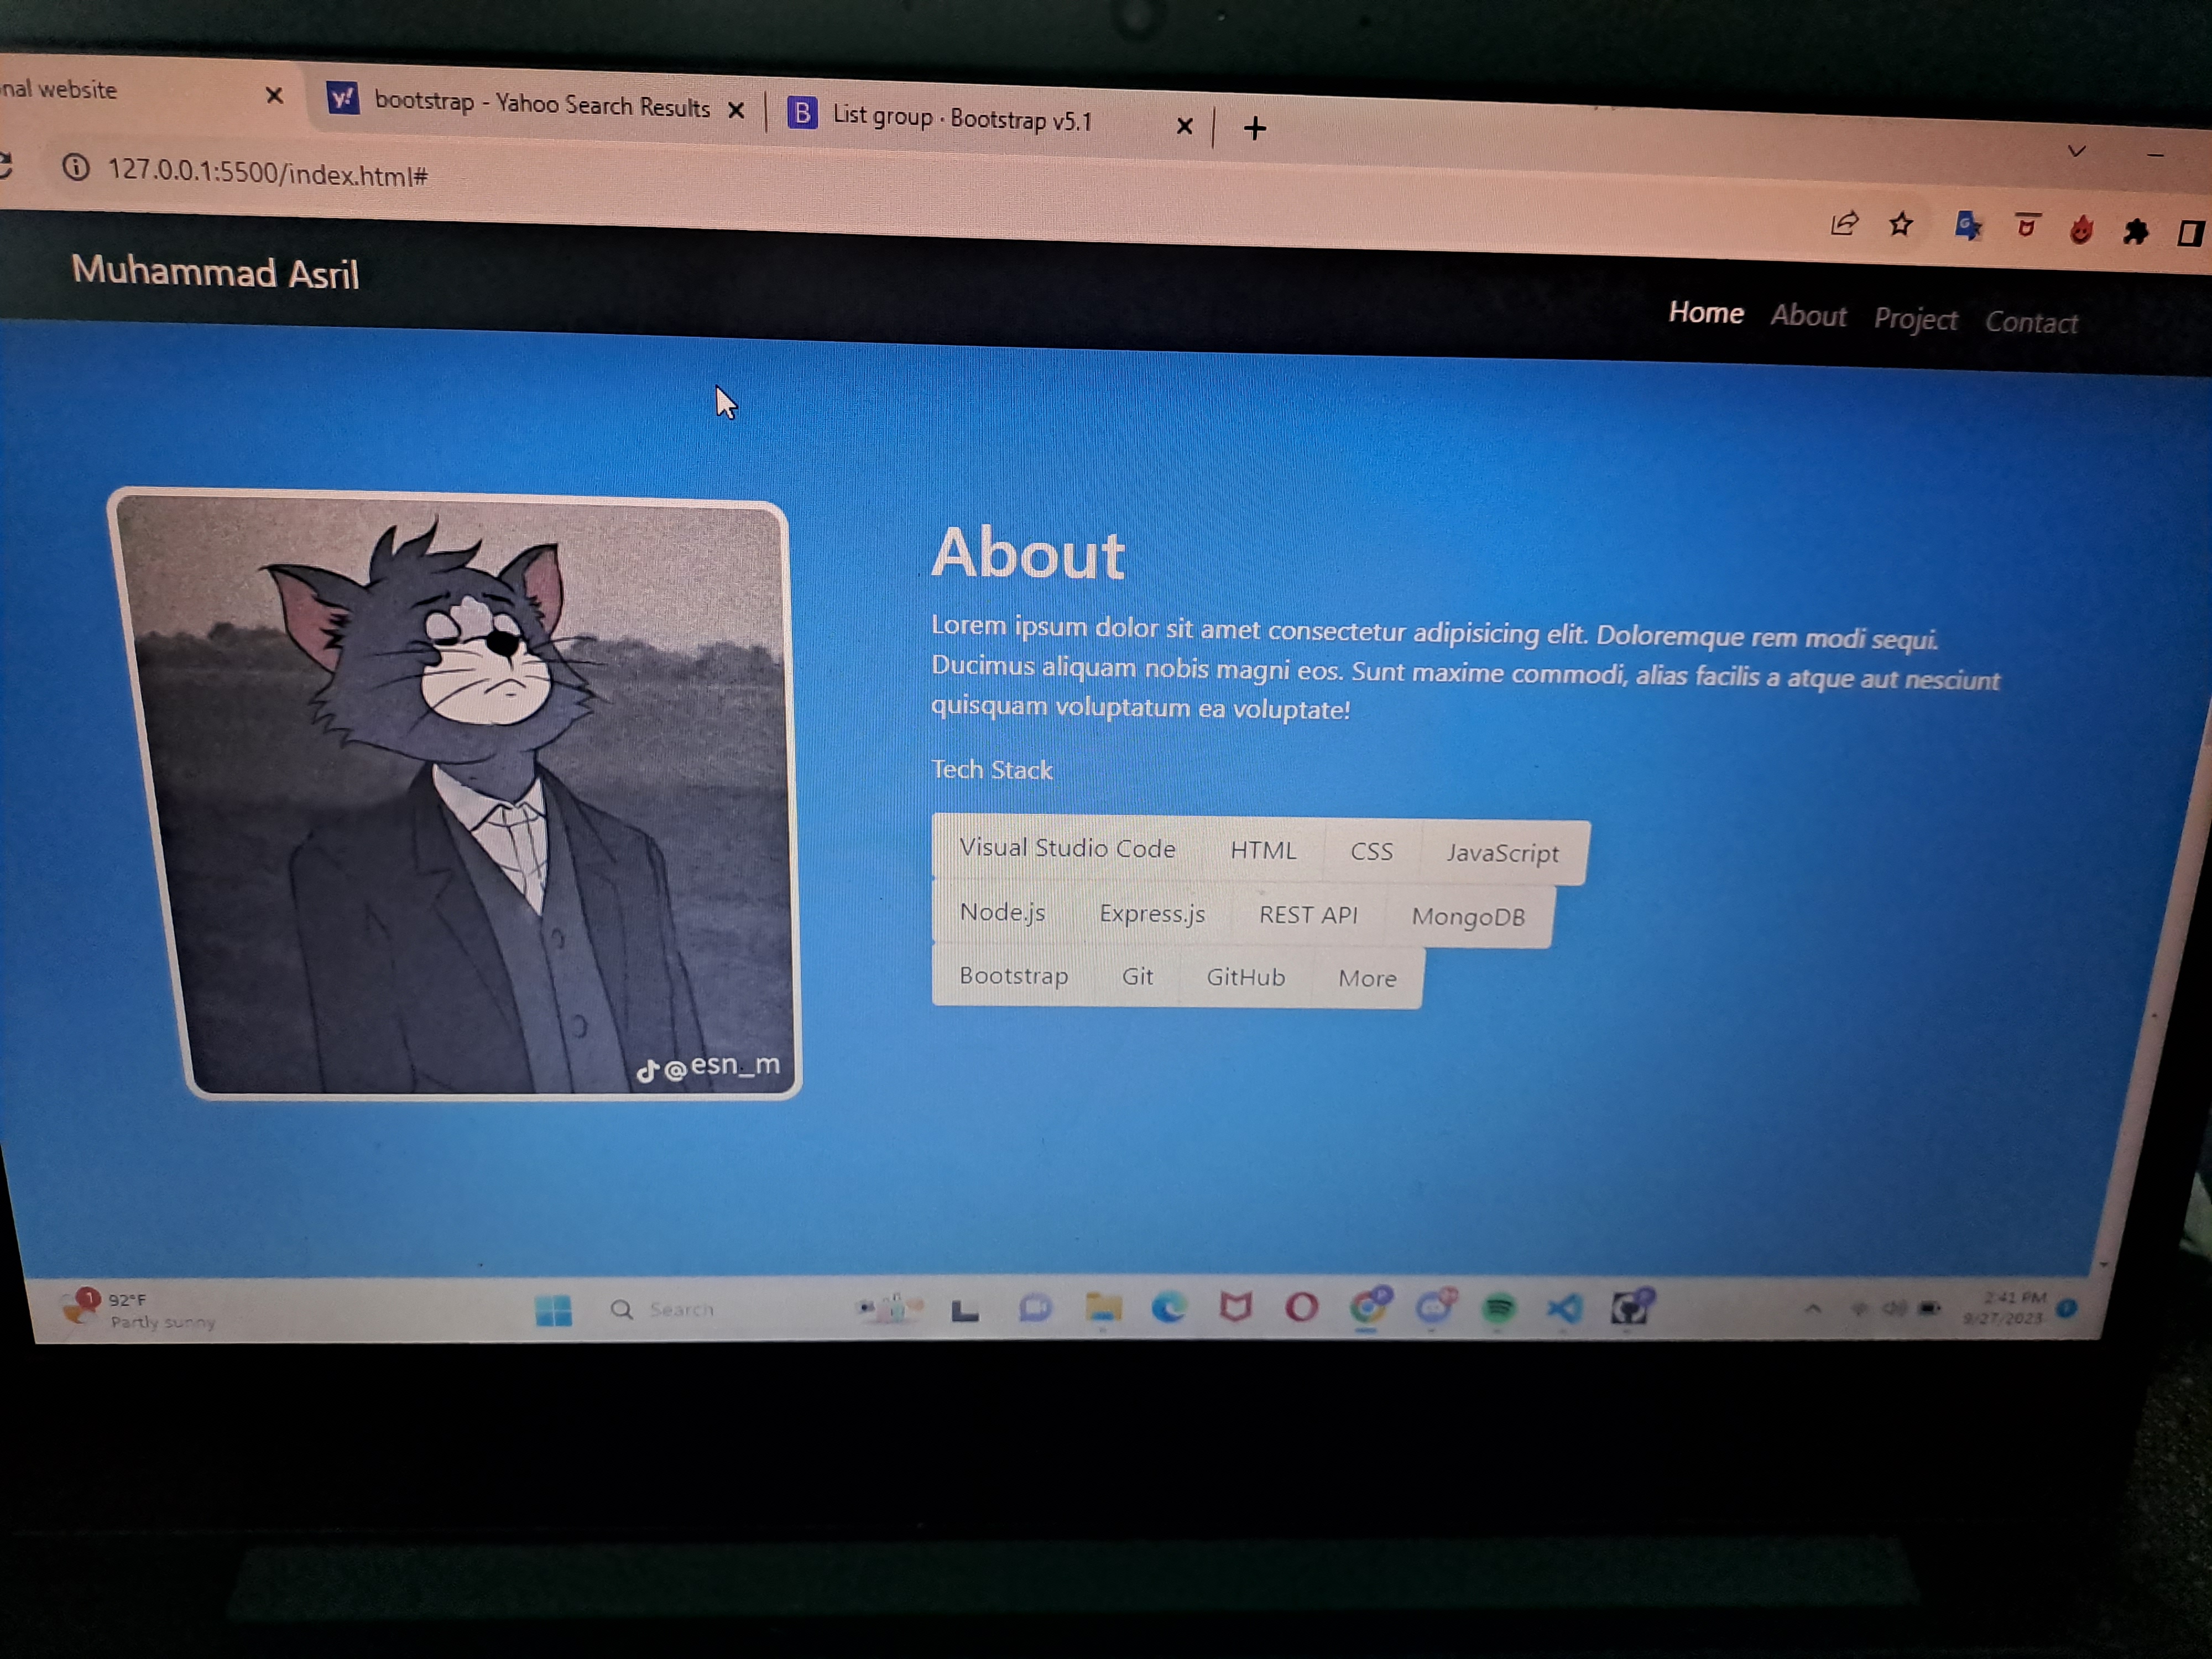 nal website
bootstrap - Yahoo Search Results
List group · Bootstrap v5.1
127.0.0.1:5500/index.html#
Muhammad Asril
Home About Project Contact
About
Lorem ipsum dolor sit amet consectetur adipisicing elit. Doloremque rem modi sequi.
Ducimus aliquam nobis magni eos. Sunt maxime commodi, alias facilis a atque aut nesciunt
quisquam voluptatum ea voluptate!
Tech Stack
Visual Studio Code HTML CSS JavaScript
Node.js Express.js REST API MongoDB
Bootstrap Git GitHub More
@esn_m
1
92°F
Partly sunny
Search
2:41 PM
9/27/2023